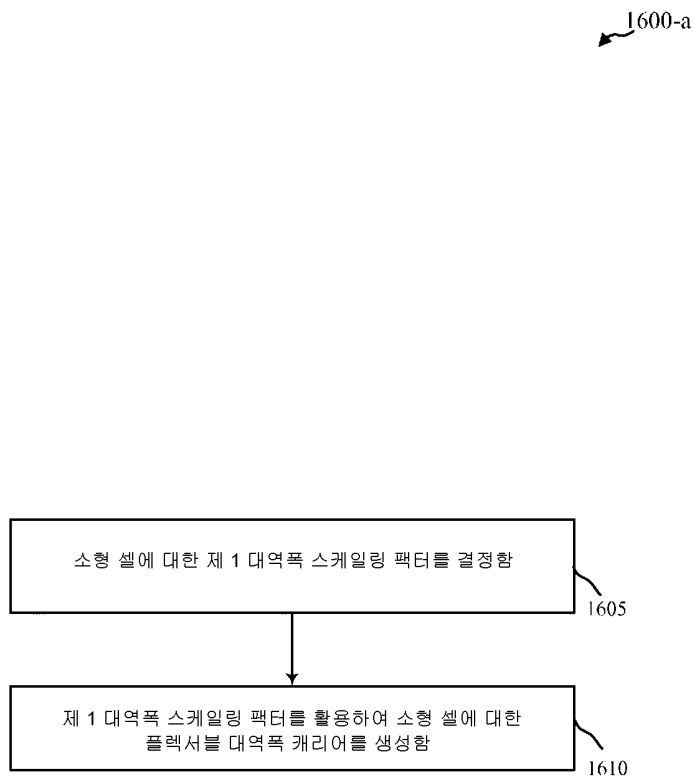 1600-a
소형 셀에 대한 제 1 대역폭 스케일링 팩터를 결정함
1605
제 1 대역폭 스케일링 팩터를 활용하여 소형 셀에 대한
플렉서블 대역폭 캐리어를 생성함
1610